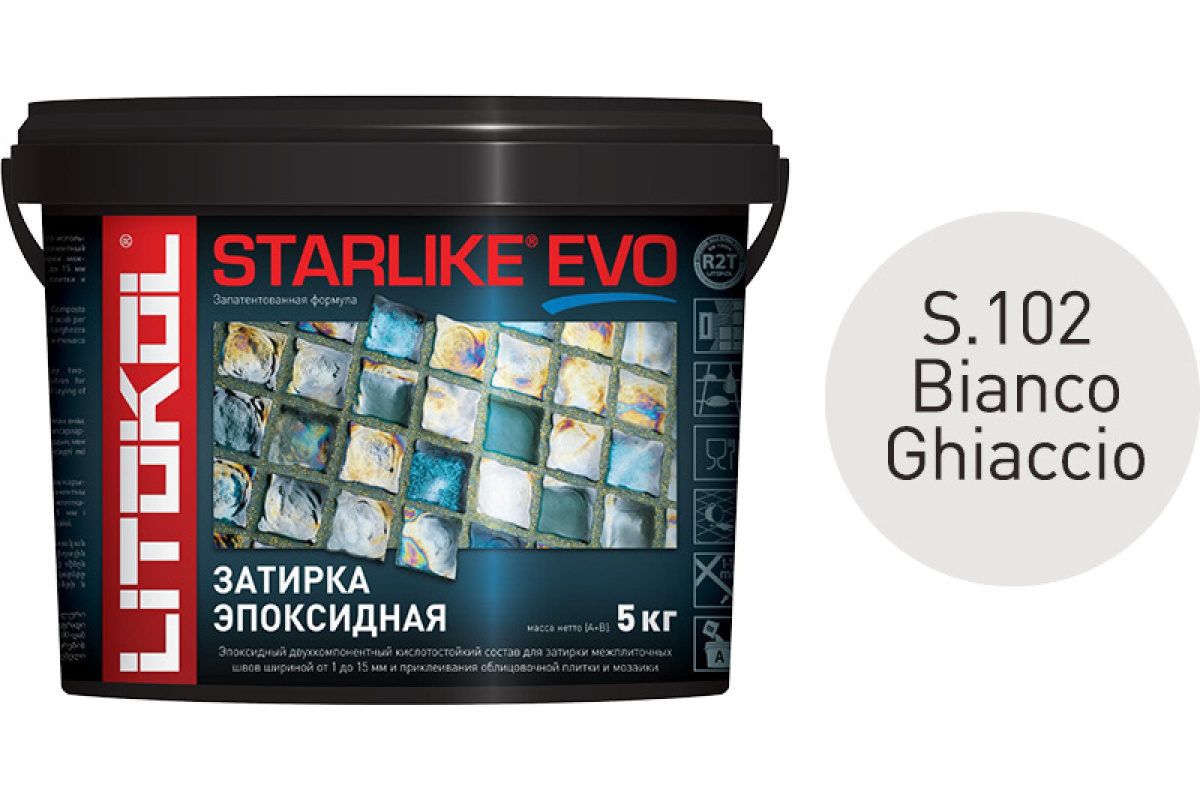 LITOKOL®
STARLIKE® EVO
Запатентованная формула
R2T
LITOKOL
ЗАТИРКА
ЭПОКСИДНАЯ
масса нетто (A+B) 5 кг
Эпоксидный двухкомпонентный кислотостойкий состав для затирки межплиточных
швов шириной от 1 до 15 мм и приклеивания облицовочной плитки и мозаики
A
S.102
Bianco
Ghiaccio